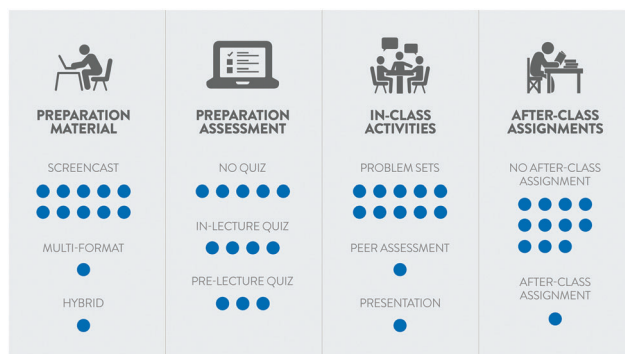 PREPARATION
MATERIAL
SCREENCAST
MULTI-FORMAT
HYBRID
PREPARATION
ASSESSMENT
NO QUIZ
IN-LECTURE QUIZ
PRE-LECTURE QUIZ
IN-CLASS
ACTIVITIES
PROBLEM SETS
PEER ASSESSMENT
PRESENTATION
AFTER-CLASS
ASSIGNMENTS
NO AFTER-CLASS
ASSIGNMENT
AFTER-CLASS
ASSIGNMENT